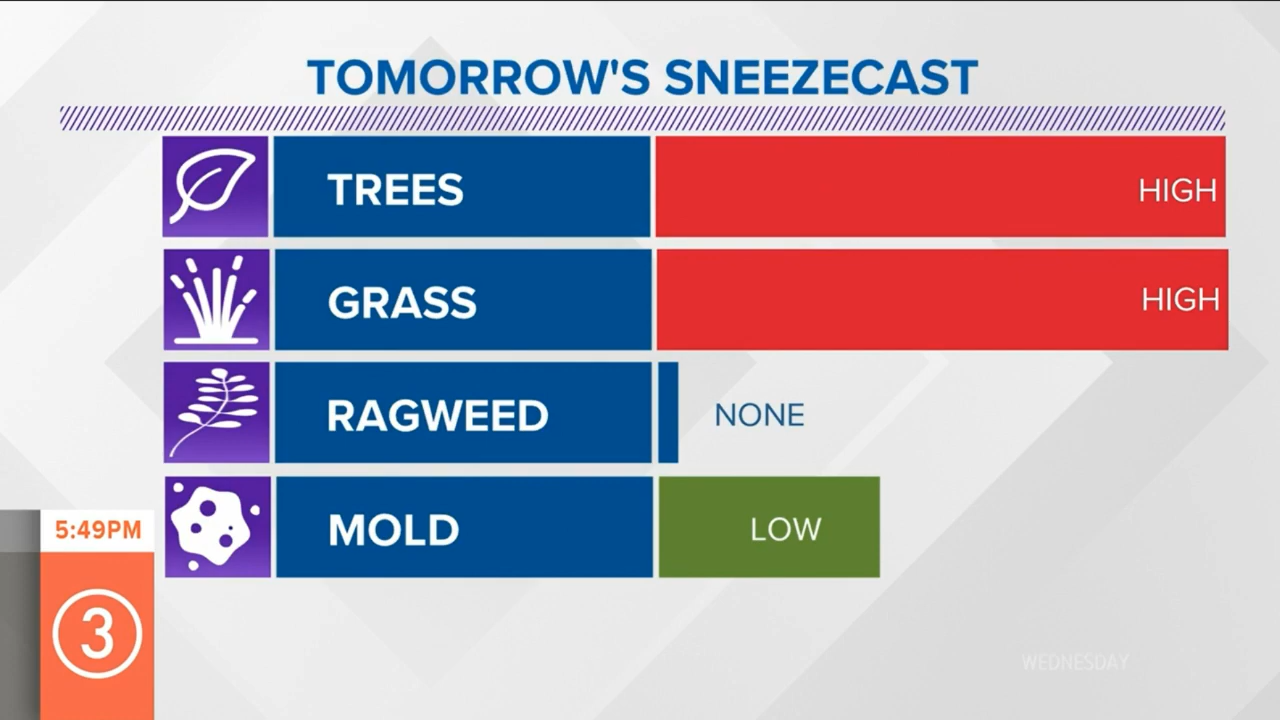 TOMORROW'S SNEEZECAST
TREES HIGH
GRASS HIGH
RAGWEED NONE
MOLD LOW
5:49PM
3
WEDNESDAY